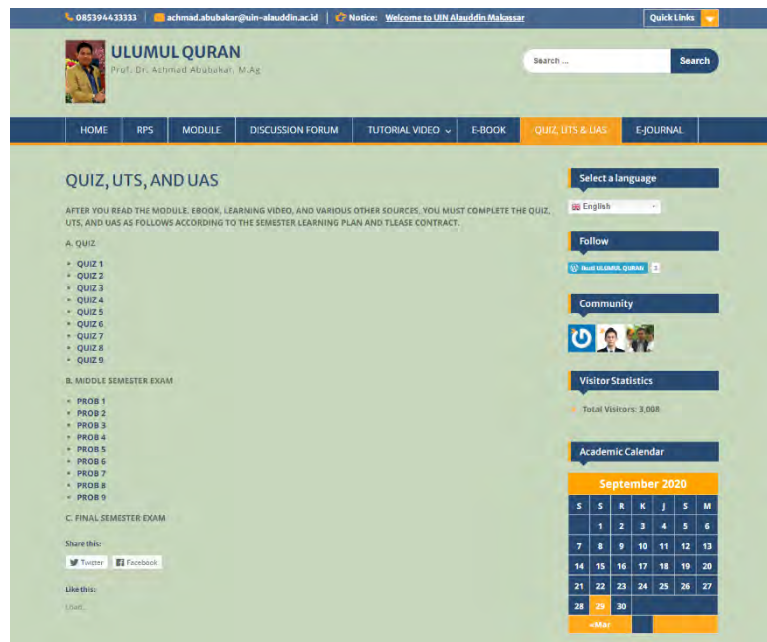 085394433333 achmad.abubakar@uin-alauddin.ac.id Notice: Welcome to UIN Alauddin Makassar Quick Links
ULUMUL QURAN
Prof. Dr. Achmad Abubakar, M.Ag
Search ... Search
HOME RPS MODULE DISCUSSION FORUM TUTORIAL VIDEO E-BOOK QUIZ, UTS & UAS E-JOURNAL
QUIZ, UTS, AND UAS
AFTER YOU READ THE MODULE, EBOOK, LEARNING VIDEO, AND VARIOUS OTHER SOURCES, YOU MUST COMPLETE THE QUIZ,
UTS, AND UAS AS FOLLOWS ACCORDING TO THE SEMESTER LEARNING PLAN AND TLEASE CONTRACT.
A. QUIZ
QUIZ 1
QUIZ 2
QUIZ 3
QUIZ 4
QUIZ 5
QUIZ 6
QUIZ 7
QUIZ 8
QUIZ 9
B. MIDDLE SEMESTER EXAM
PROB 1
PROB 2
PROB 3
PROB 4
PROB 5
PROB 6
PROB 7
PROB 8
PROB 9
C. FINAL SEMESTER EXAM
Share this:
Twitter Facebook
Like this:
Select a language
English
Follow
Ikuti ULUMUL QURAN 3
Community
Visitor Statistics
Total Visitors: 3,008
Academic Calendar
September 2020
S S R K J S M
1 2 3 4 5 6
7 8 9 10 11 12 13
14 15 16 17 18 19 20
21 22 23 24 25 26 27
28 29 30
«Mar